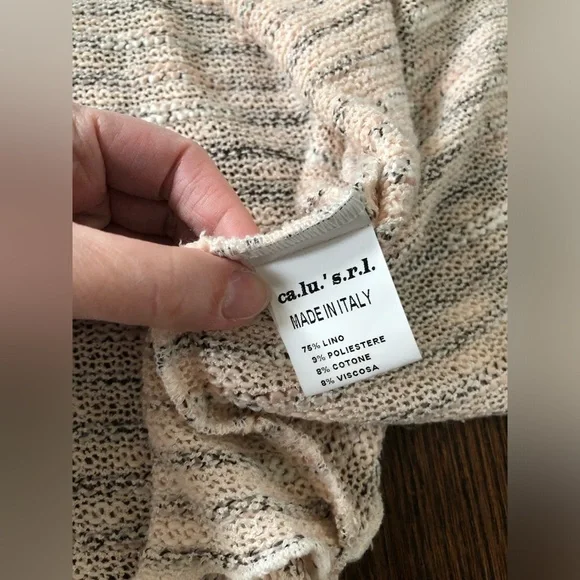 ca.lu.' s.r.l.
MADE IN ITALY
75% LINO
9% POLIESTERE
8% COTONE
8% VISCOSA